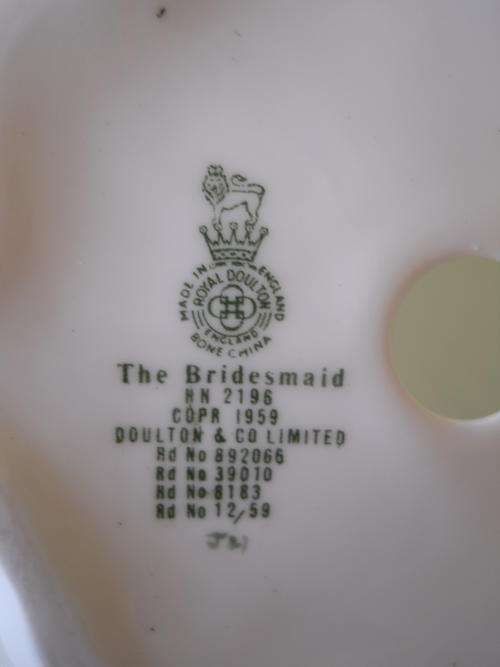 MADE IN ENGLAND
ROYAL DOULTON
ENGLAND
BONE CHINA
The Bridesmaid
HN 2196
COPR 1959
DOULTON & CO LIMITED
Rd No 892066
Rd No 39010
Rd No 8183
Rd No 12/59